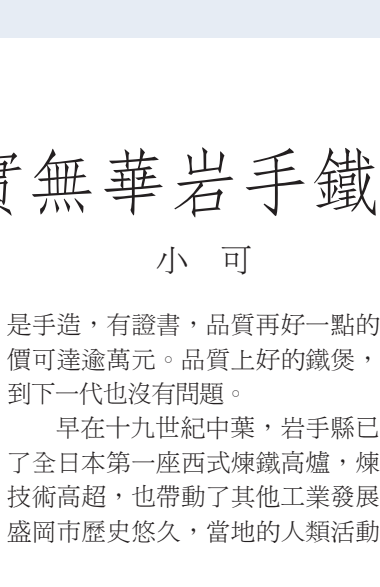 實無華岩手鐵
小可
是手造，有證書，品質再好一點的
價可達逾萬元。品質上好的鐵煲，
到下一代也沒有問題。
早在十九世紀中葉，岩手縣已
了全日本第一座西式煉鐵高爐，煉
技術高超，也帶動了其他工業發展
盛岡市歷史悠久，當地的人類活動